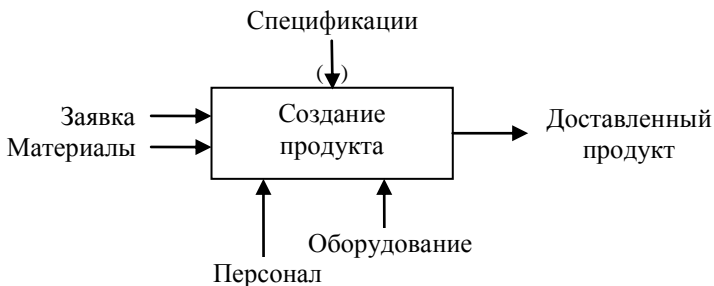 Спецификации
( )
Заявка
Материалы
Создание
продукта
Доставленный
продукт
Оборудование
Персонал